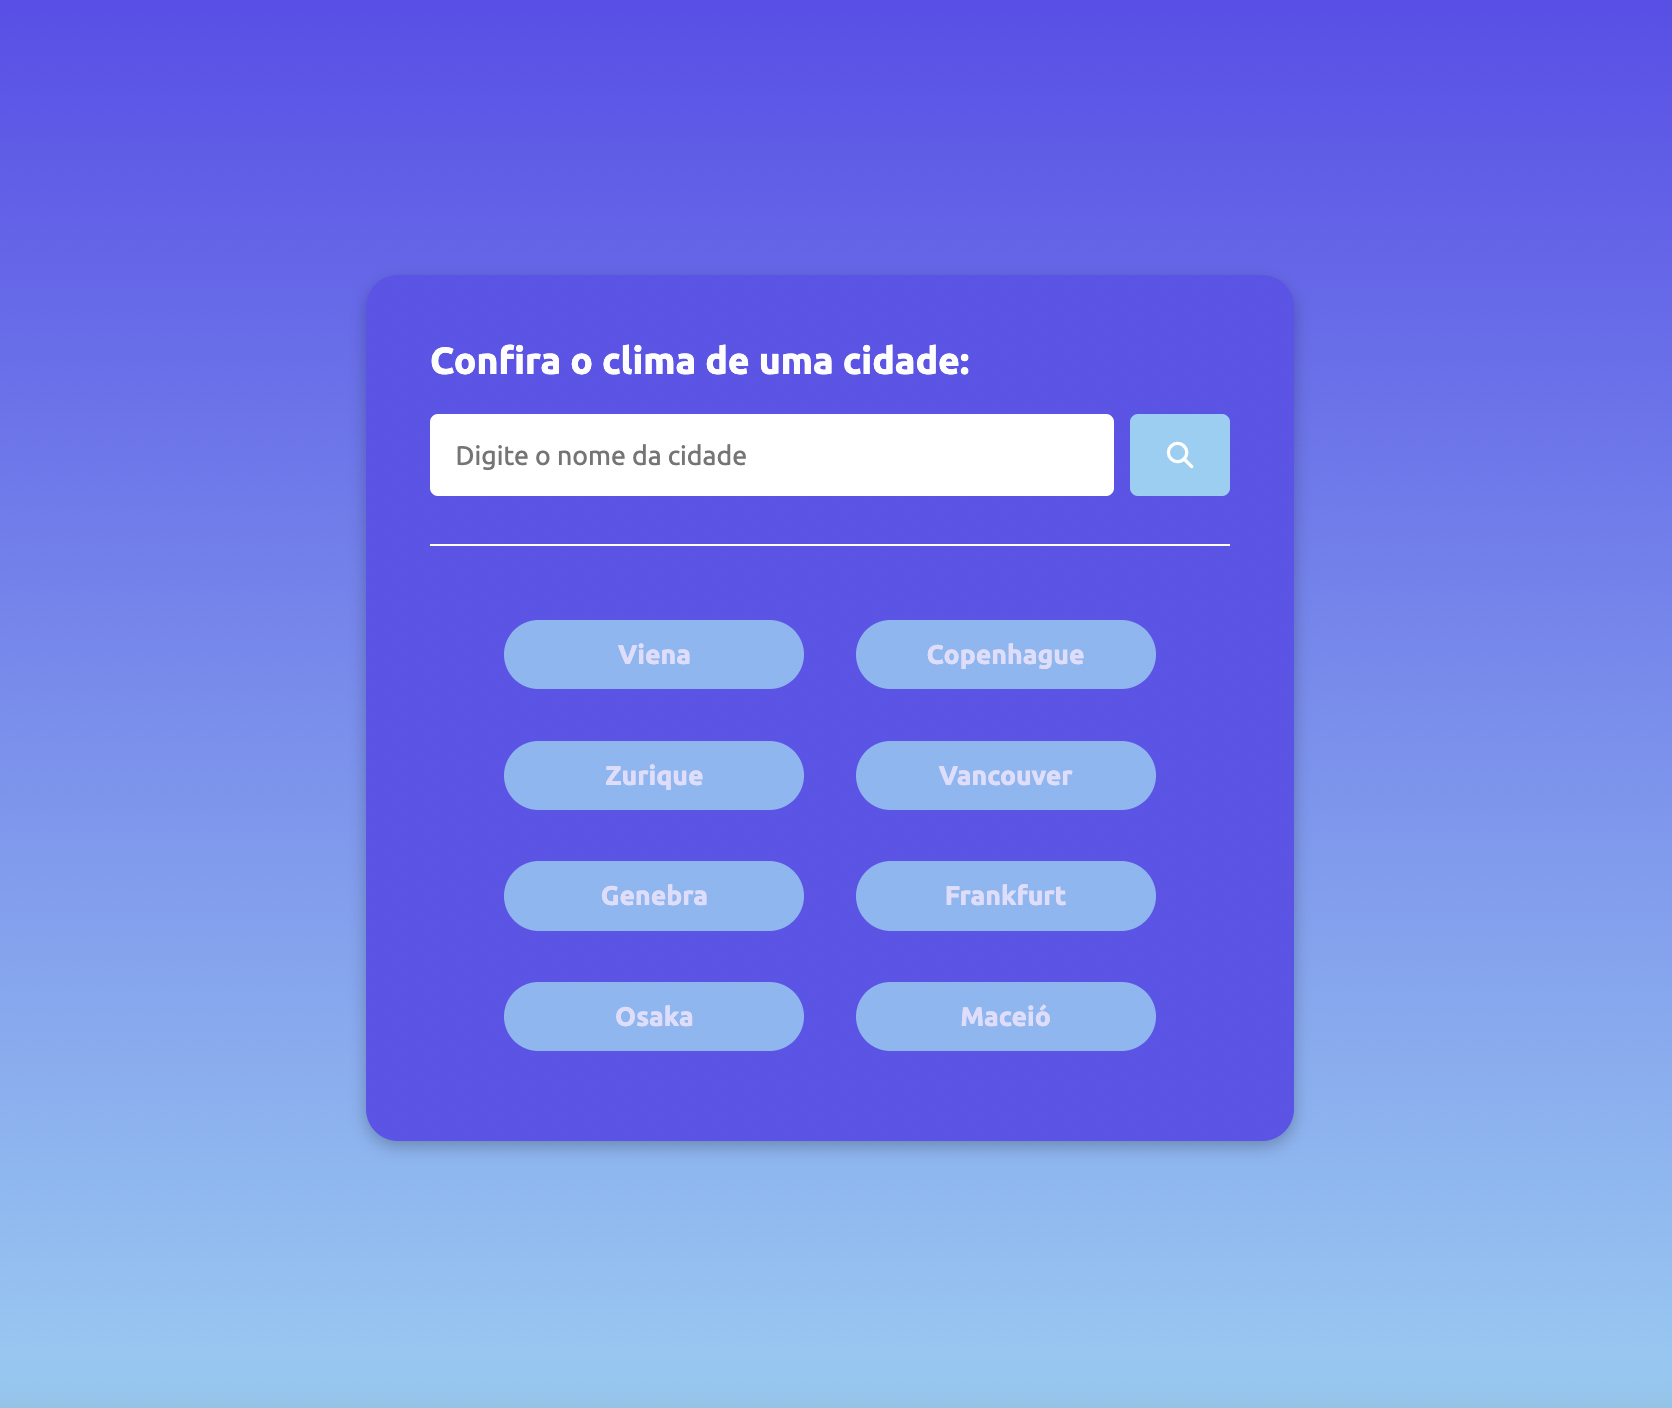 Confira o clima de uma cidade:
Digite o nome da cidade
Viena
Copenhague
Zurique
Vancouver
Genebra
Frankfurt
Osaka
Maceió